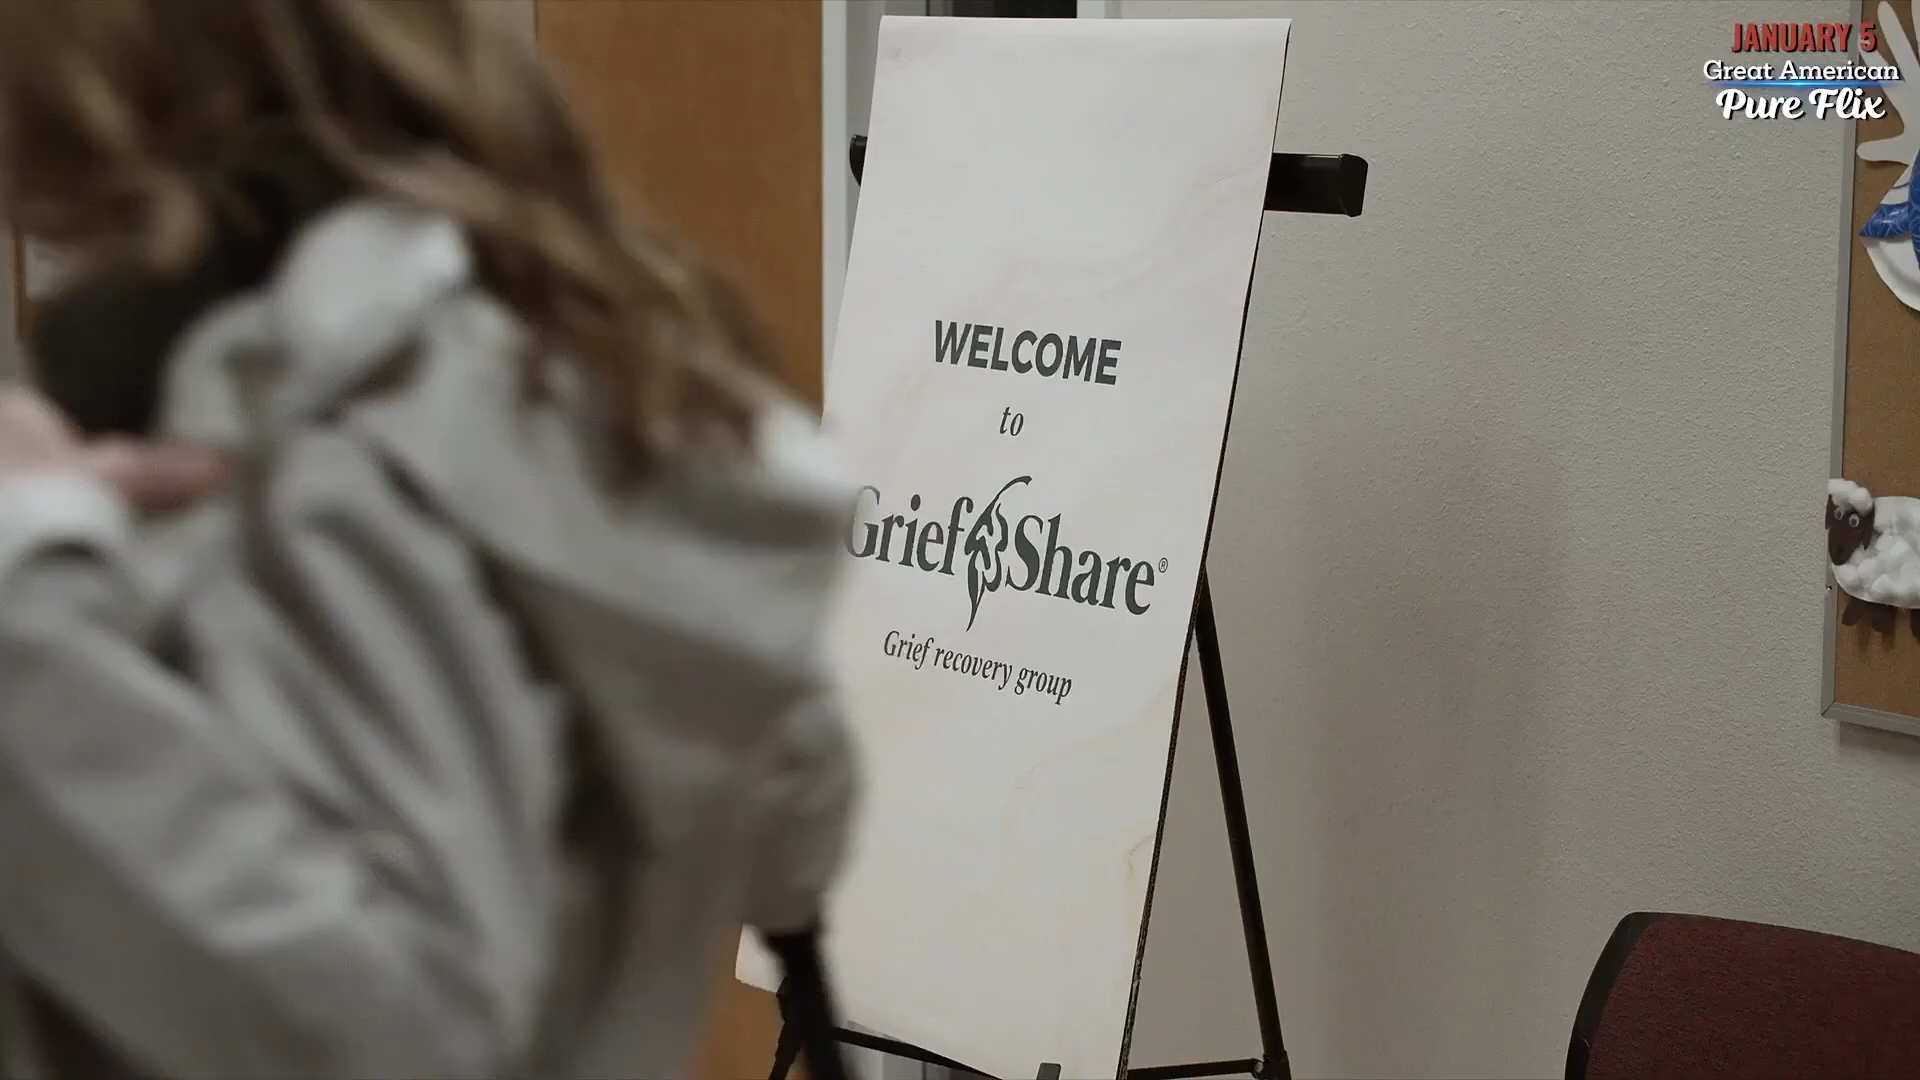 JANUARY 5
Great American
Pure Flix
WELCOME
to
GriefShare®
Grief recovery group